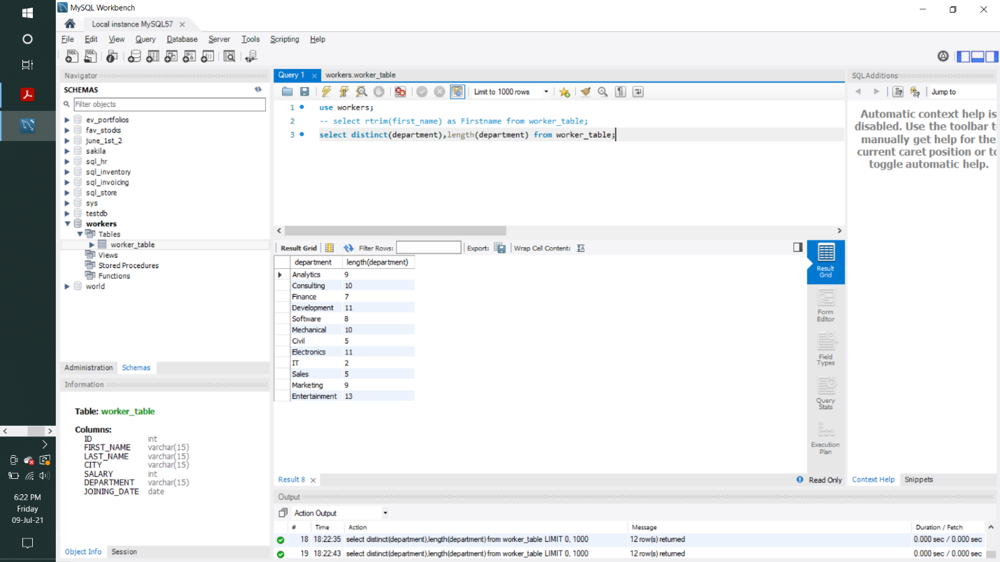 MySQL Workbench
Local instance MySQL57
File Edit View Query Database Server Tools Scripting Help
Navigator
SCHEMAS
Filter objects
ev_portfolios
fav_stocks
june_1st_2
sakila
sql_hr
sql_inventory
sql_invoicing
sql_store
sys
testdb
workers
Tables
worker_table
Views
Stored Procedures
Functions
world
Administration Schemas
Information
Table: worker_table
Columns:
ID int
FIRST_NAME varchar(15)
LAST_NAME varchar(15)
CITY varchar(15)
SALARY int
DEPARTMENT varchar(15)
JOINING_DATE date
Object Info Session
Query 1 workers.worker_table
Limit to 1000 rows
1 use workers;
2 -- select rtrim(first_name) as Firstname from worker_table;
3 select distinct(department),length(department) from worker_table;
Result Grid Filter Rows: Export: Wrap Cell Content:
department length(department)
Analytics 9
Consulting 10
Finance 7
Development 11
Software 8
Mechanical 10
Civil 5
Electronics 11
IT 2
Sales 5
Marketing 9
Entertainment 13
Result
Grid
Form
Editor
Field
Types
Query
Stats
Execution
Plan
Result 8 Read Only
Output
Action Output
# Time Action Message Duration / Fetch
18 18:22:35 select distinct(department),length(department) from worker_table LIMIT 0, 1000 12 row(s) returned 0.000 sec / 0.000 sec
19 18:22:43 select distinct(department),length(department) from worker_table LIMIT 0, 1000 12 row(s) returned 0.000 sec / 0.000 sec
SQLAdditions
Jump to
Automatic context help is
disabled. Use the toolbar t
manually get help for the
current caret position or to
toggle automatic help.
Context Help Snippets
6:22 PM
Friday
09-Jul-21